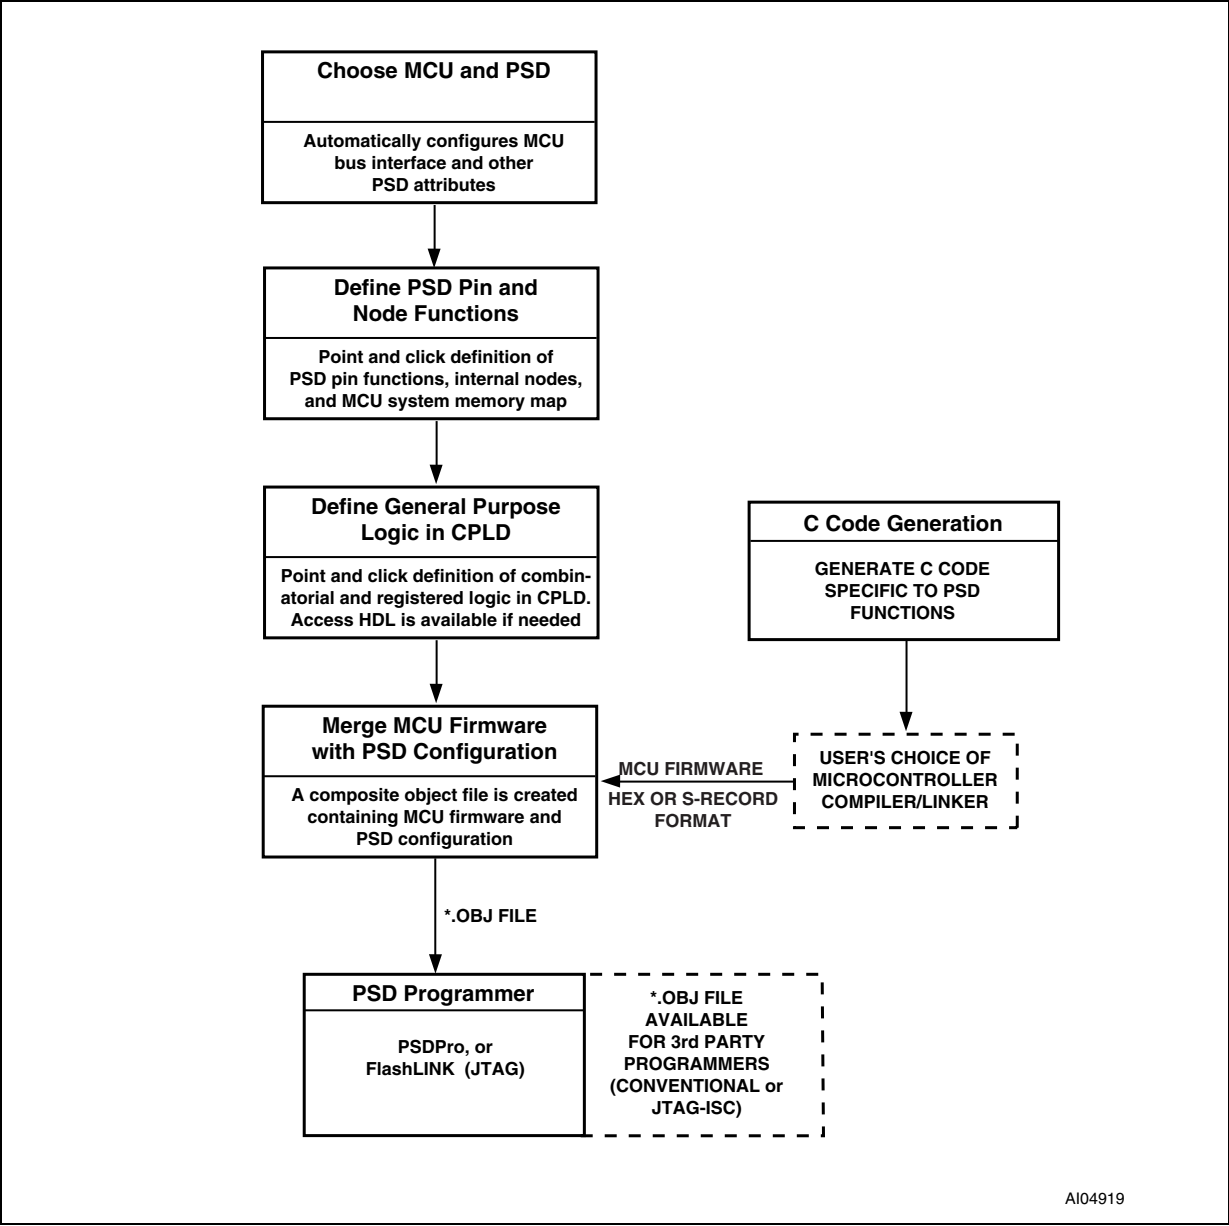 Choose MCU and PSD
Automatically configures MCU
bus interface and other
PSD attributes
Define PSD Pin and
Node Functions
Point and click definition of
PSD pin functions, internal nodes,
and MCU system memory map
Define General Purpose
Logic in CPLD
Point and click definition of combin-
atorial and registered logic in CPLD.
Access HDL is available if needed
C Code Generation
GENERATE C CODE
SPECIFIC TO PSD
FUNCTIONS
Merge MCU Firmware
with PSD Configuration
A composite object file is created
containing MCU firmware and
PSD configuration
MCU FIRMWARE
HEX OR S-RECORD
FORMAT
USER'S CHOICE OF
MICROCONTROLLER
COMPILER/LINKER
*.OBJ FILE
PSD Programmer
PSDPro, or
FlashLINK (JTAG)
*.OBJ FILE
AVAILABLE
FOR 3rd PARTY
PROGRAMMERS
(CONVENTIONAL or
JTAG-ISC)
AI04919